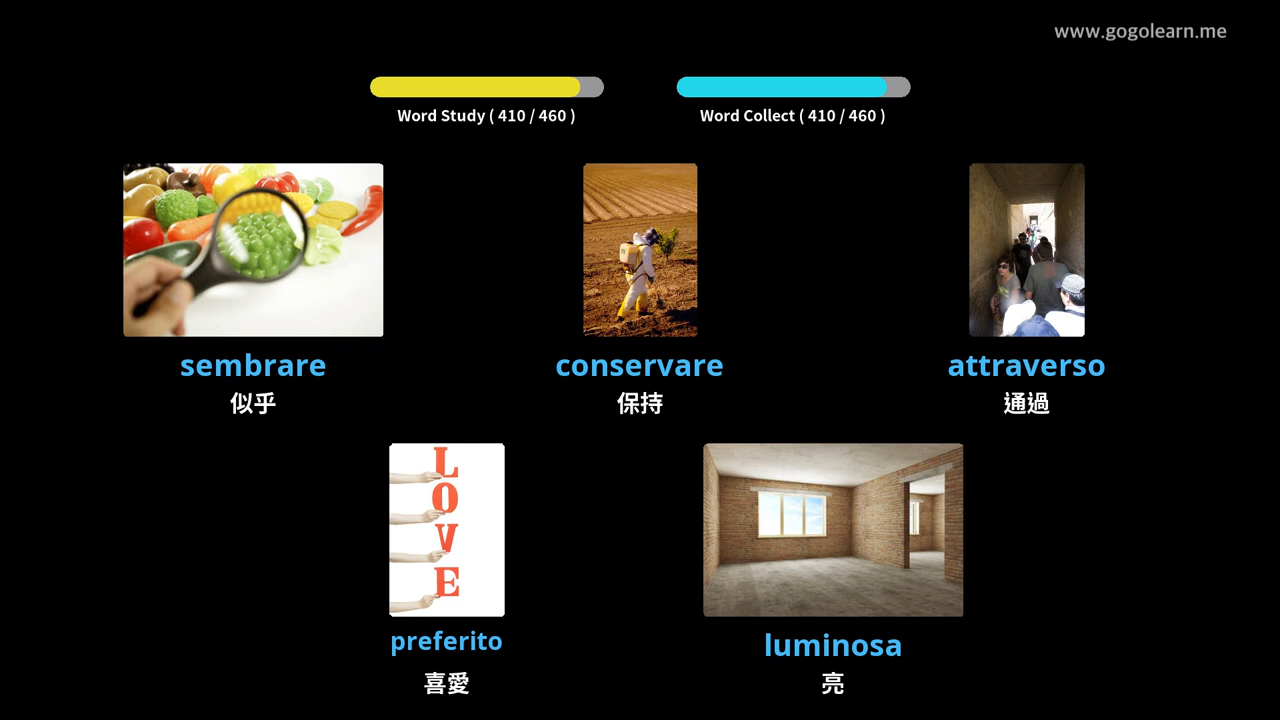 www.gogolearn.me
Word Study ( 410 / 460 )
Word Collect ( 410 / 460 )
sembrare
似乎
conservare
保持
attraverso
通過
L
O
V
E
preferito
喜愛
luminosa
亮